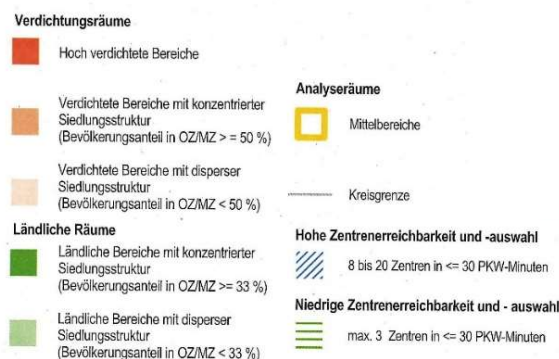 Verdichtungsräume
Hoch verdichtete Bereiche
Verdichtete Bereiche mit konzentrierter
Siedlungsstruktur
(Bevölkerungsanteil in OZ/MZ > = 50 %)
Verdichtete Bereiche mit disperser
Siedlungsstruktur
(Bevölkerungsanteil in OZ/MZ < 50 %)
Ländliche Räume
Ländliche Bereiche mit konzentrierter
Siedlungsstruktur
(Bevölkerungsanteil in OZ/MZ >= 33 %)
Ländliche Bereiche mit disperser
Siedlungsstruktur
(Bevölkerungsanteil in OZ/MZ < 33 %)
Analyseräume
Mittelbereiche
Kreisgrenze
Hohe Zentrenerreichbarkeit und -auswahl
8 bis 20 Zentren in <= 30 PKW-Minuten
Niedrige Zentrenerreichbarkeit und - auswahl
max. 3 Zentren in <= 30 PKW-Minuten